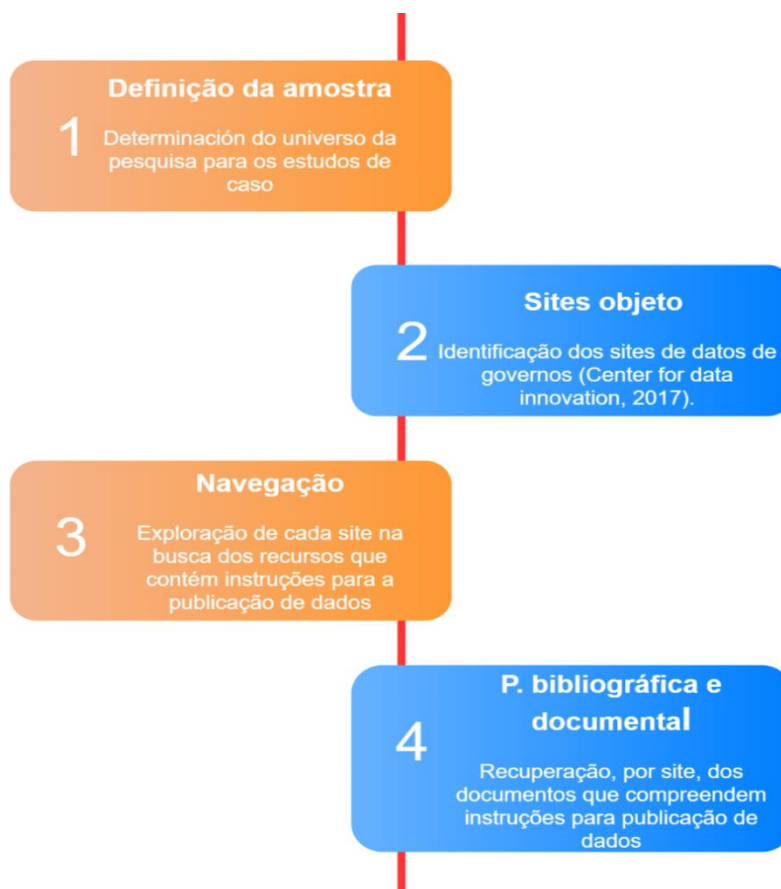 Definição da amostra
1
Determinación do universo da
pesquisa para os estudos de
caso
Sites objeto
2
Identificação dos sites de datos de
governos (Center for data
innovation, 2017).
Navegação
3
Exploração de cada site na
busca dos recursos que
contém instruções para a
publicação de dados
P. bibliográfica e
documental
4
Recuperação, por site, dos
documentos que compreendem
instruções para publicação de
dados